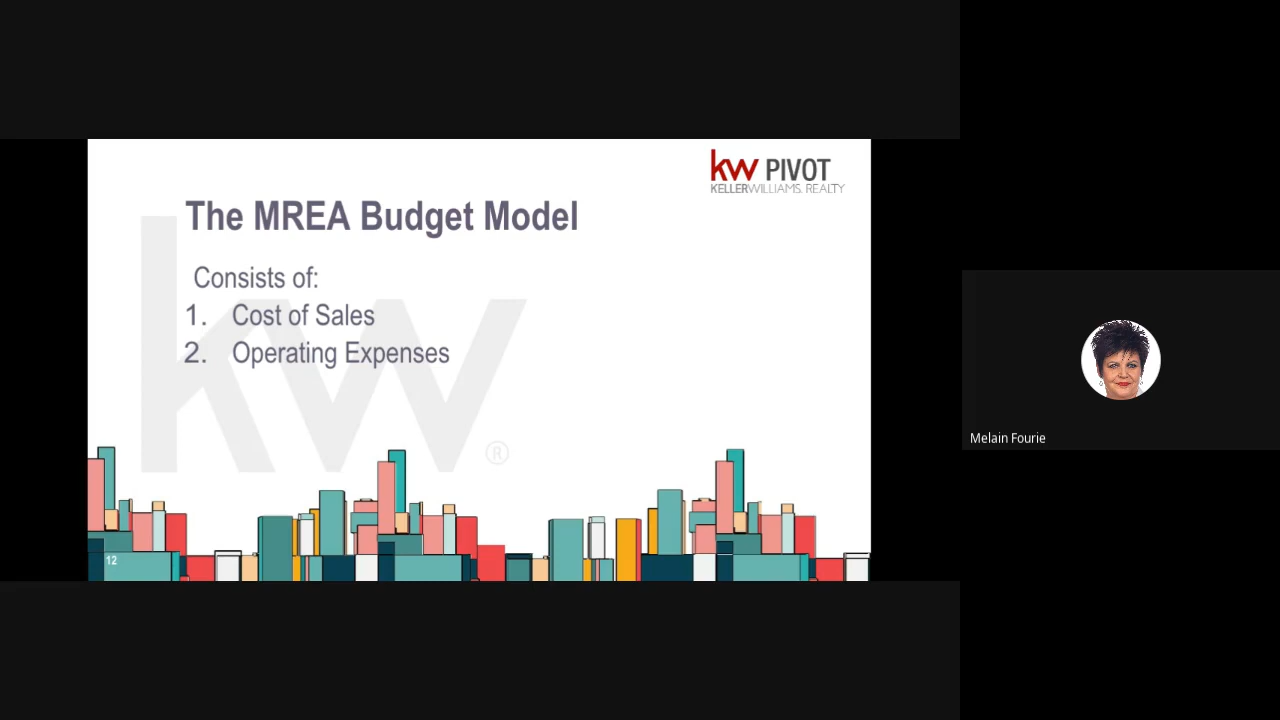 kw PIVOT
KELLERWILLIAMS. REALTY
The MREA Budget Model
Consists of:
1. Cost of Sales
2. Operating Expenses
kw
®
12
Melain Fourie